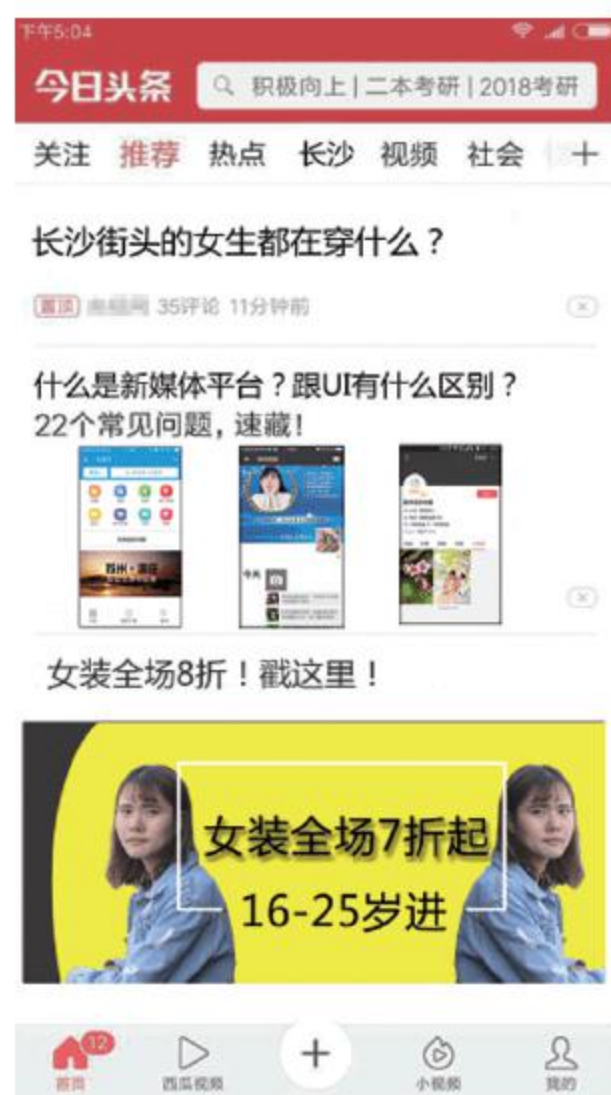 下午5:04
今日头条
积极向上 | 二本考研 | 2018考研
关注 推荐 热点 长沙 视频 社会
长沙街头的女生都在穿什么？
置顶 35评论 11分钟前
什么是新媒体平台？跟UI有什么区别？
22个常见问题，速藏！
今天
女装全场8折！戳这里！
女装全场7折起
16-25岁进
12
首页 西瓜视频 小视频 我的